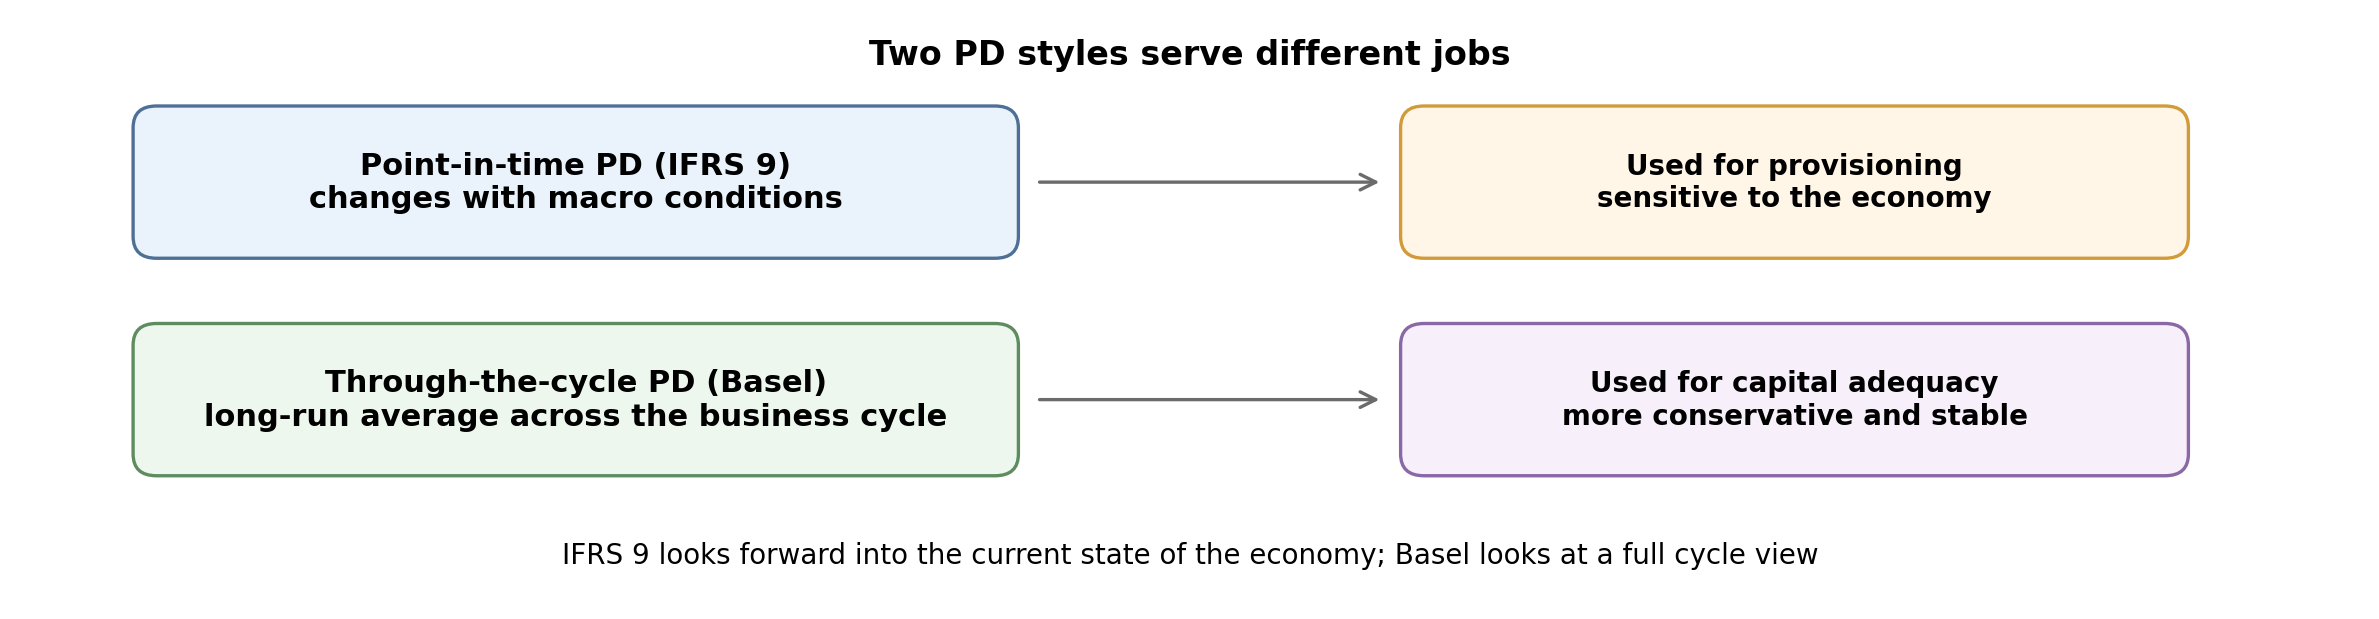 Two PD styles serve different jobs
Point-in-time PD (IFRS 9)
changes with macro conditions
Used for provisioning
sensitive to the economy
Through-the-cycle PD (Basel)
long-run average across the business cycle
Used for capital adequacy
more conservative and stable
IFRS 9 looks forward into the current state of the economy; Basel looks at a full cycle view